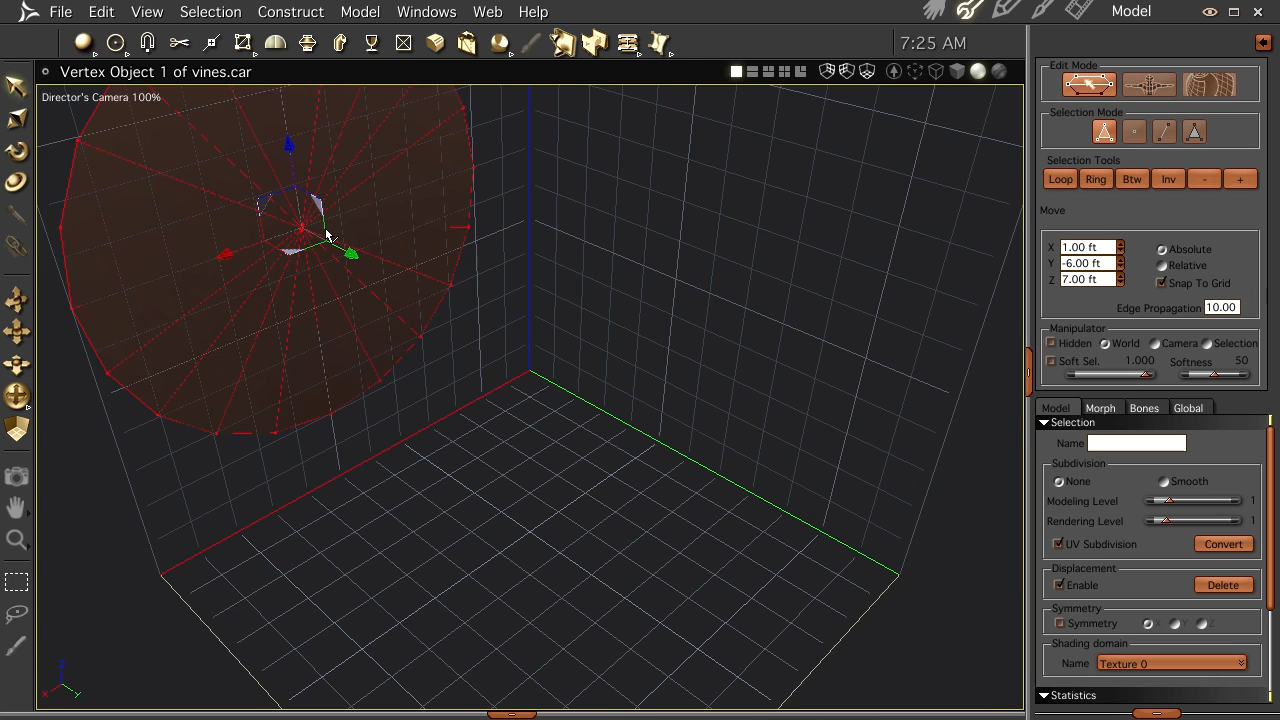 File Edit View Selection Construct Model Windows Web Help
Model
7:25 AM
Vertex Object 1 of vines.car
Director's Camera 100%
Edit Mode
Selection Mode
Selection Tools
Loop Ring Btw Inv - +
Move
X 1.00 ft
Absolute
Y -6.00 ft
Relative
Z 7.00 ft
Snap To Grid
Edge Propagation 10.00
Manipulator
Hidden World Camera Selection
Soft Sel. 1.000 Softness 50
Model Morph Bones Global
Selection
Name
Subdivision
None Smooth
Modeling Level 1
Rendering Level 1
UV Subdivision Convert
Displacement
Enable Delete
Symmetry
Symmetry X Y Z
Shading domain
Name Texture 0
Statistics
Z
X Y